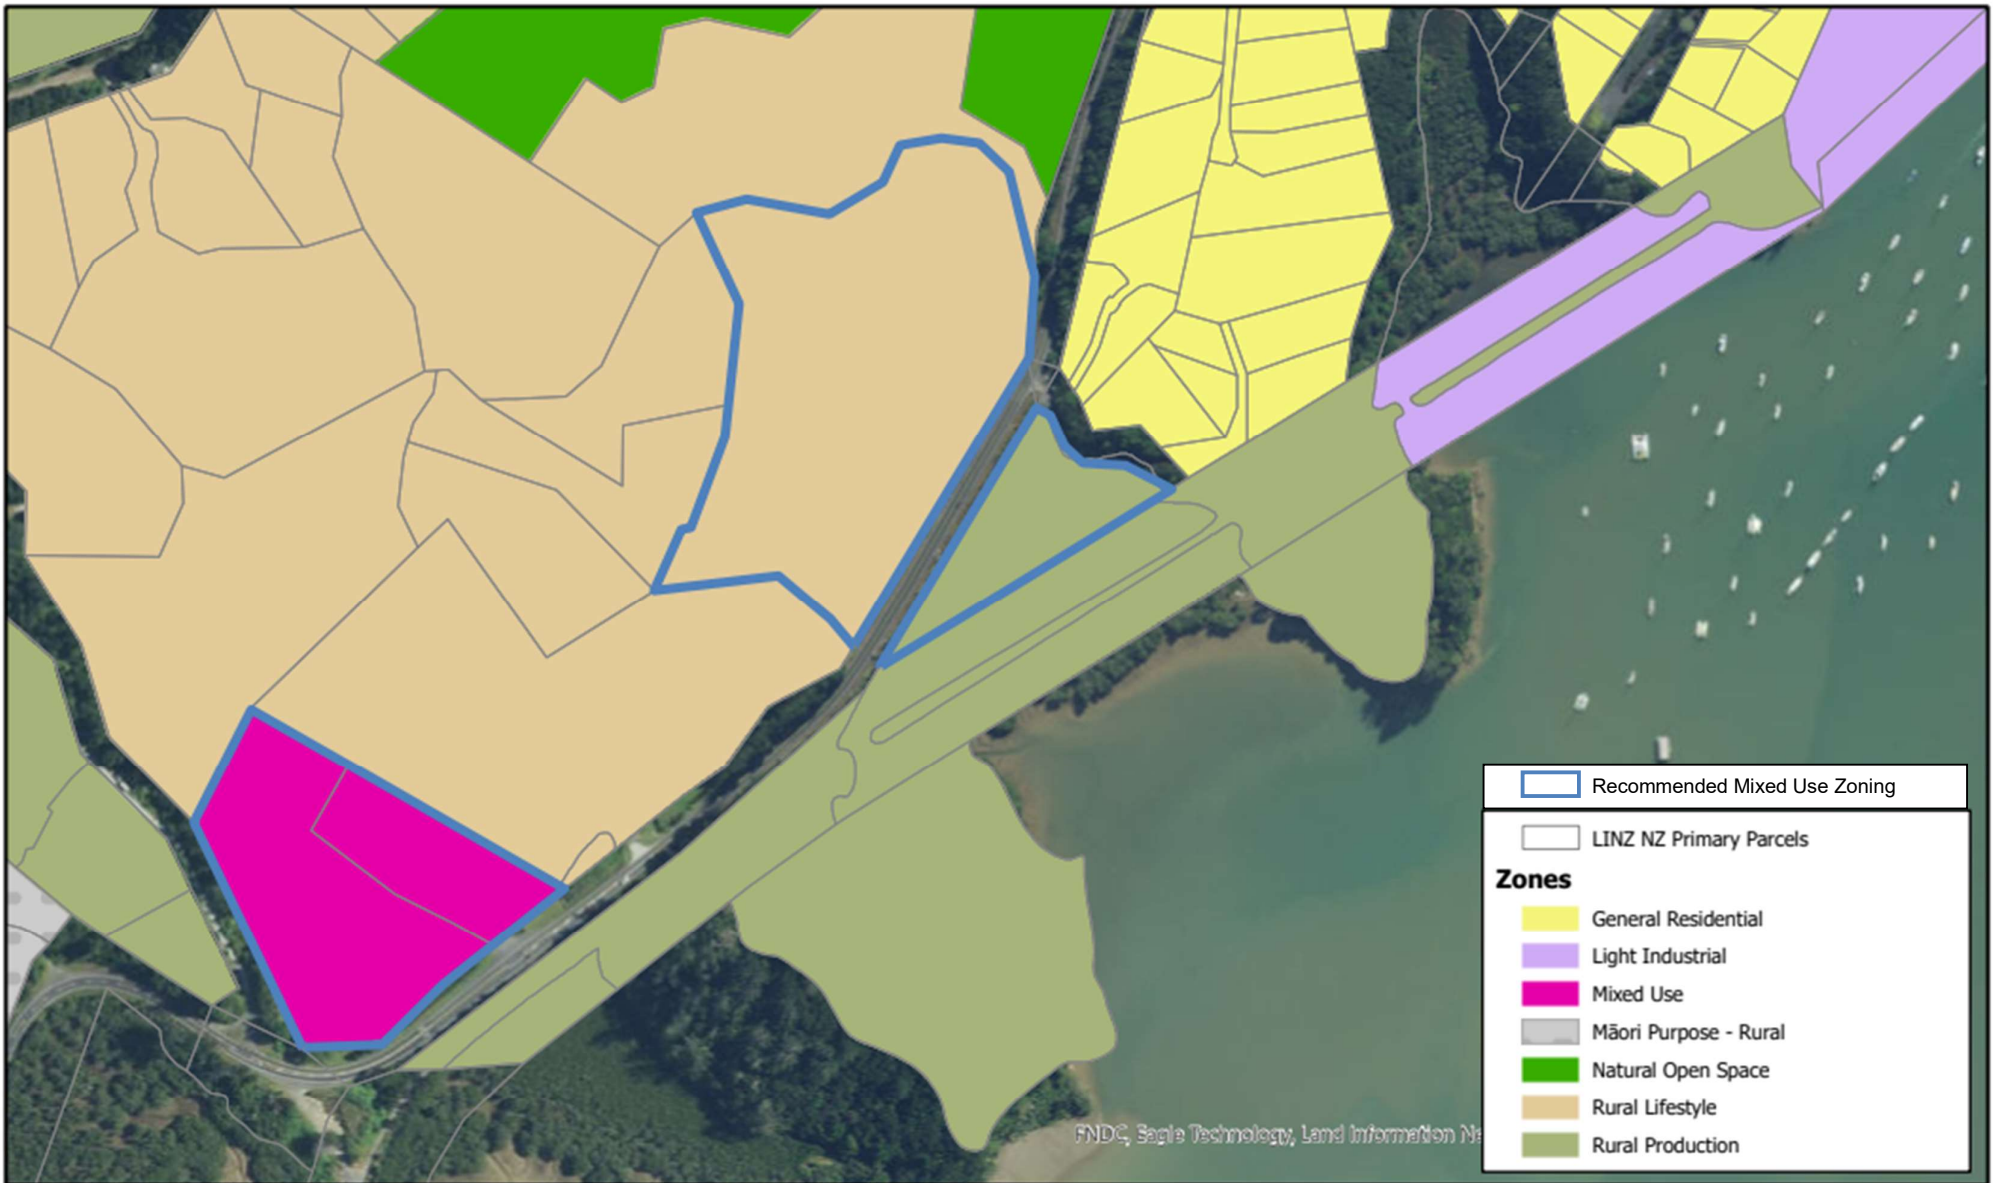 Recommended Mixed Use Zoning
LINZ NZ Primary Parcels
Zones
General Residential
Light Industrial
Mixed Use
Māori Purpose - Rural
Natural Open Space
Rural Lifestyle
Rural Production
FNDC, Eagle Technology, Land Information